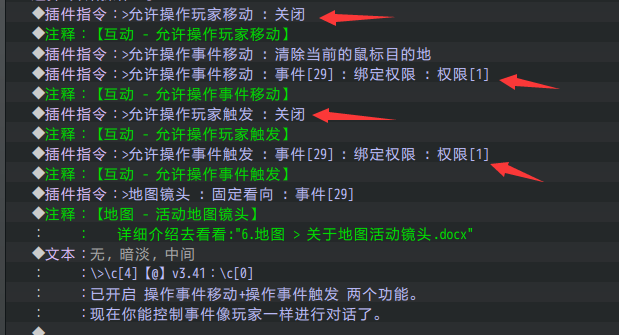 ◆插件指令：>允许操作玩家移动 : 关闭
◆注释：【互动 - 允许操作玩家移动】
◆插件指令：>允许操作事件移动 : 清除当前的鼠标目的地
◆插件指令：>允许操作事件移动 : 事件[29] : 绑定权限 : 权限[1]
◆注释：【互动 - 允许操作事件移动】
◆插件指令：>允许操作玩家触发 : 关闭
◆注释：【互动 - 允许操作玩家触发】
◆插件指令：>允许操作事件触发 : 事件[29] : 绑定权限 : 权限[1]
◆注释：【互动 - 允许操作事件触发】
◆插件指令：>地图镜头 : 固定看向 : 事件[29]
◆注释：【地图 - 活动地图镜头】
：　　：　详细介绍去看看:"6.地图 > 关于地图活动镜头.docx"
◆文本：无, 暗淡, 中间
：　　：\>\c[4]【@】v3.41：\c[0]
：　　：已开启 操作事件移动+操作事件触发 两个功能。
：　　：现在你能控制事件像玩家一样进行对话了。